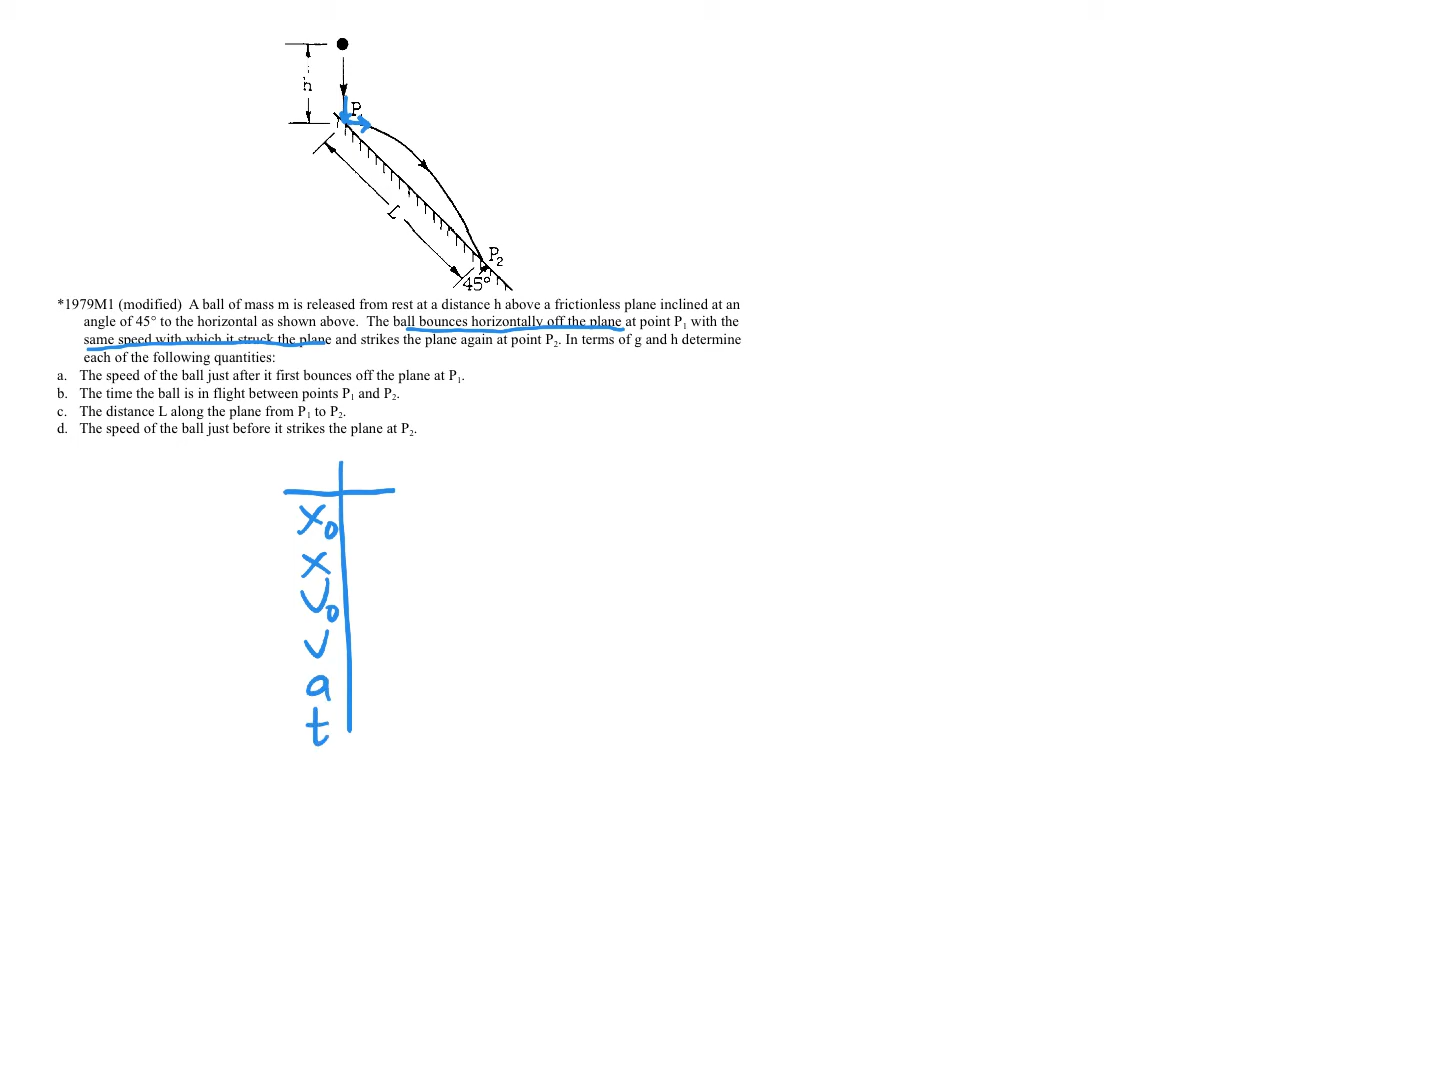 h
P
L
P₂
45°
*1979M1 (modified) A ball of mass m is released from rest at a distance h above a frictionless plane inclined at an
angle of 45° to the horizontal as shown above. The ball bounces horizontally off the plane at point P₁ with the
same speed with which it struck the plane and strikes the plane again at point P₂. In terms of g and h determine
each of the following quantities:
a. The speed of the ball just after it first bounces off the plane at P₁.
b. The time the ball is in flight between points P₁ and P₂.
c. The distance L along the plane from P₁ to P₂.
d. The speed of the ball just before it strikes the plane at P₂.
x₀
x
v₀
v
a
t